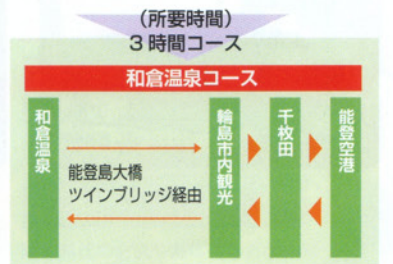 (所要時間)
3時間コース
和倉温泉コース
和倉温泉
能登島大橋
ツインブリッジ経由
輪島市内観光
千枚田
能登空港